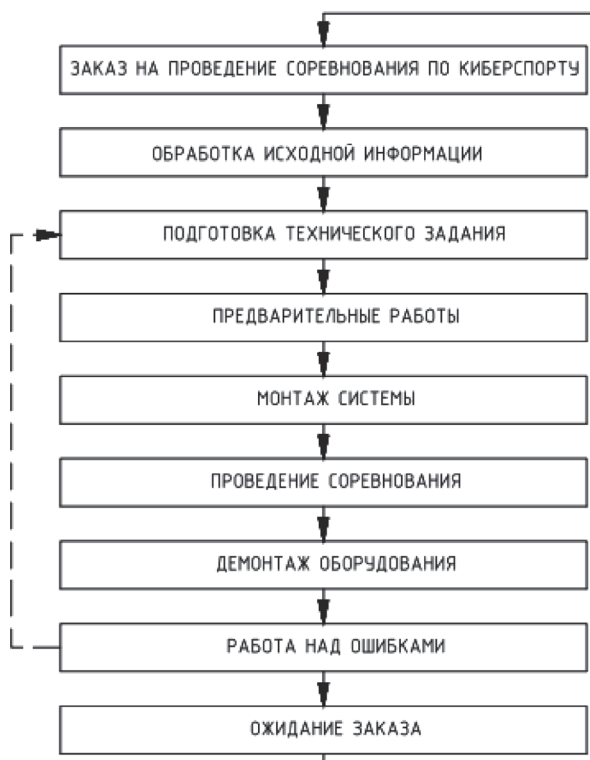 ЗАКАЗ НА ПРОВЕДЕНИЕ СОРЕВНОВАНИЯ ПО КИБЕРСПОРТУ
ОБРАБОТКА ИСХОДНОЙ ИНФОРМАЦИИ
ПОДГОТОВКА ТЕХНИЧЕСКОГО ЗАДАНИЯ
ПРЕДВАРИТЕЛЬНЫЕ РАБОТЫ
МОНТАЖ СИСТЕМЫ
ПРОВЕДЕНИЕ СОРЕВНОВАНИЯ
ДЕМОНТАЖ ОБОРУДОВАНИЯ
РАБОТА НАД ОШИБКАМИ
ОЖИДАНИЕ ЗАКАЗА